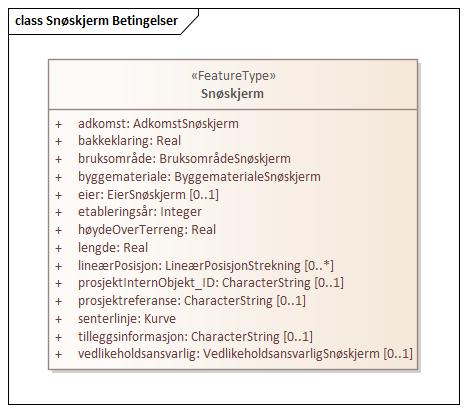 class Snøskjerm Betingelser
«FeatureType»
Snøskjerm
+ adkomst: AdkomstSnøskjerm
+ bakkeklaring: Real
+ bruksområde: BruksområdeSnøskjerm
+ byggemateriale: ByggematerialeSnøskjerm
+ eier: EierSnøskjerm [0..1]
+ etableringsår: Integer
+ høydeOverTerreng: Real
+ lengde: Real
+ lineærPosisjon: LineærPosisjonStrekning [0..*]
+ prosjektInternObjekt_ID: CharacterString [0..1]
+ prosjektreferanse: CharacterString [0..1]
+ senterlinje: Kurve
+ tilleggsinformasjon: CharacterString [0..1]
+ vedlikeholdsansvarlig: VedlikeholdsansvarligSnøskjerm [0..1]